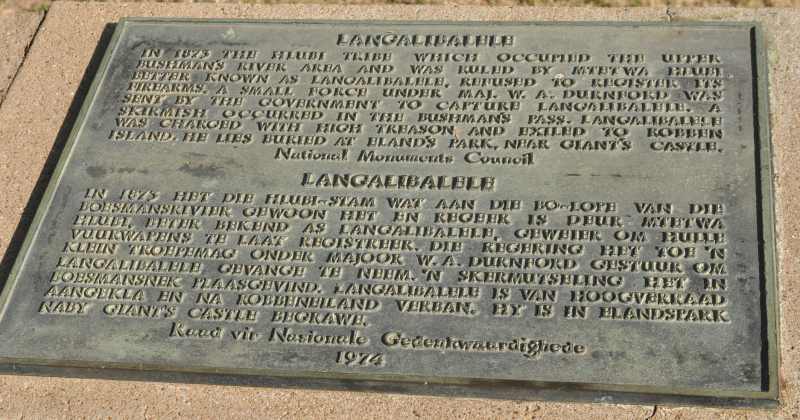 LANGALIBALELE
IN 1873 THE HLUBI TRIBE WHICH OCCUPIED THE UPPER
BUSHMAN'S RIVER AREA AND WAS RULED BY MTETWA HLUBI
BETTER KNOWN AS LANGALIBALELE, REFUSED TO REGISTER ITS
FIREARMS. A SMALL FORCE UNDER MAJ. W. A. DURNFORD WAS
SENT BY THE GOVERNMENT TO CAPTURE LANGALIBALELE. A
SKIRMISH OCCURRED IN THE BUSHMAN'S PASS. LANGALIBALELE
WAS CHARGED WITH HIGH TREASON AND EXILED TO ROBBEN
ISLAND. HE LIES BURIED AT ELAND'S PARK, NEAR GIANT'S CASTLE.
National Monuments Council
LANGALIBALELE
IN 1873 HET DIE HLUBI-STAM WAT AAN DIE BO-LOPE VAN DIE
BOESMANSRIVIER GEWOON HET EN REGEER IS DEUR MTETWA
HLUBI, BETER BEKEND AS LANGALIBALELE, GEWEIER OM HULLE
VUURWAPENS TE LAAT REGISTREER. DIE REGERING HET TOE 'N
KLEIN TROEPEMAG ONDER MAJOOR W. A. DURNFORD GESTUUR OM
LANGALIBALELE GEVANGE TE NEEM. 'N SKERMUTSELING HET IN
BOESMANSNEK PLAASGEVIND. LANGALIBALELE IS VAN HOOGVERRAAD
AANGEKLA EN NA ROBBENEILAND VERBAN. HY IS IN ELANDSPARK
NABY GIANT'S CASTLE BEGRAWE.
Raad vir Nasionale Gedenkwaardighede
1974